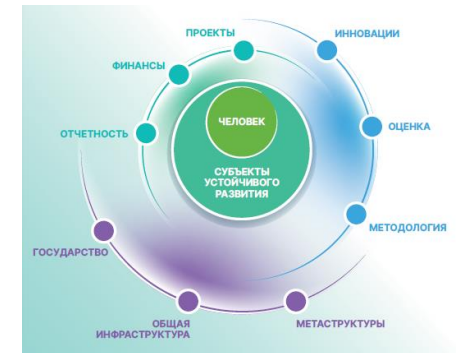 ПРОЕКТЫ
ИННОВАЦИИ
ФИНАНСЫ
ЧЕЛОВЕК
ОЦЕНКА
ОТЧЕТНОСТЬ
СУБЪЕКТЫ
УСТОЙЧИВОГО
РАЗВИТИЯ
МЕТОДОЛОГИЯ
ГОСУДАРСТВО
ОБЩАЯ
ИНФРАСТРУКТУРА
МЕТАСТРУКТУРЫ